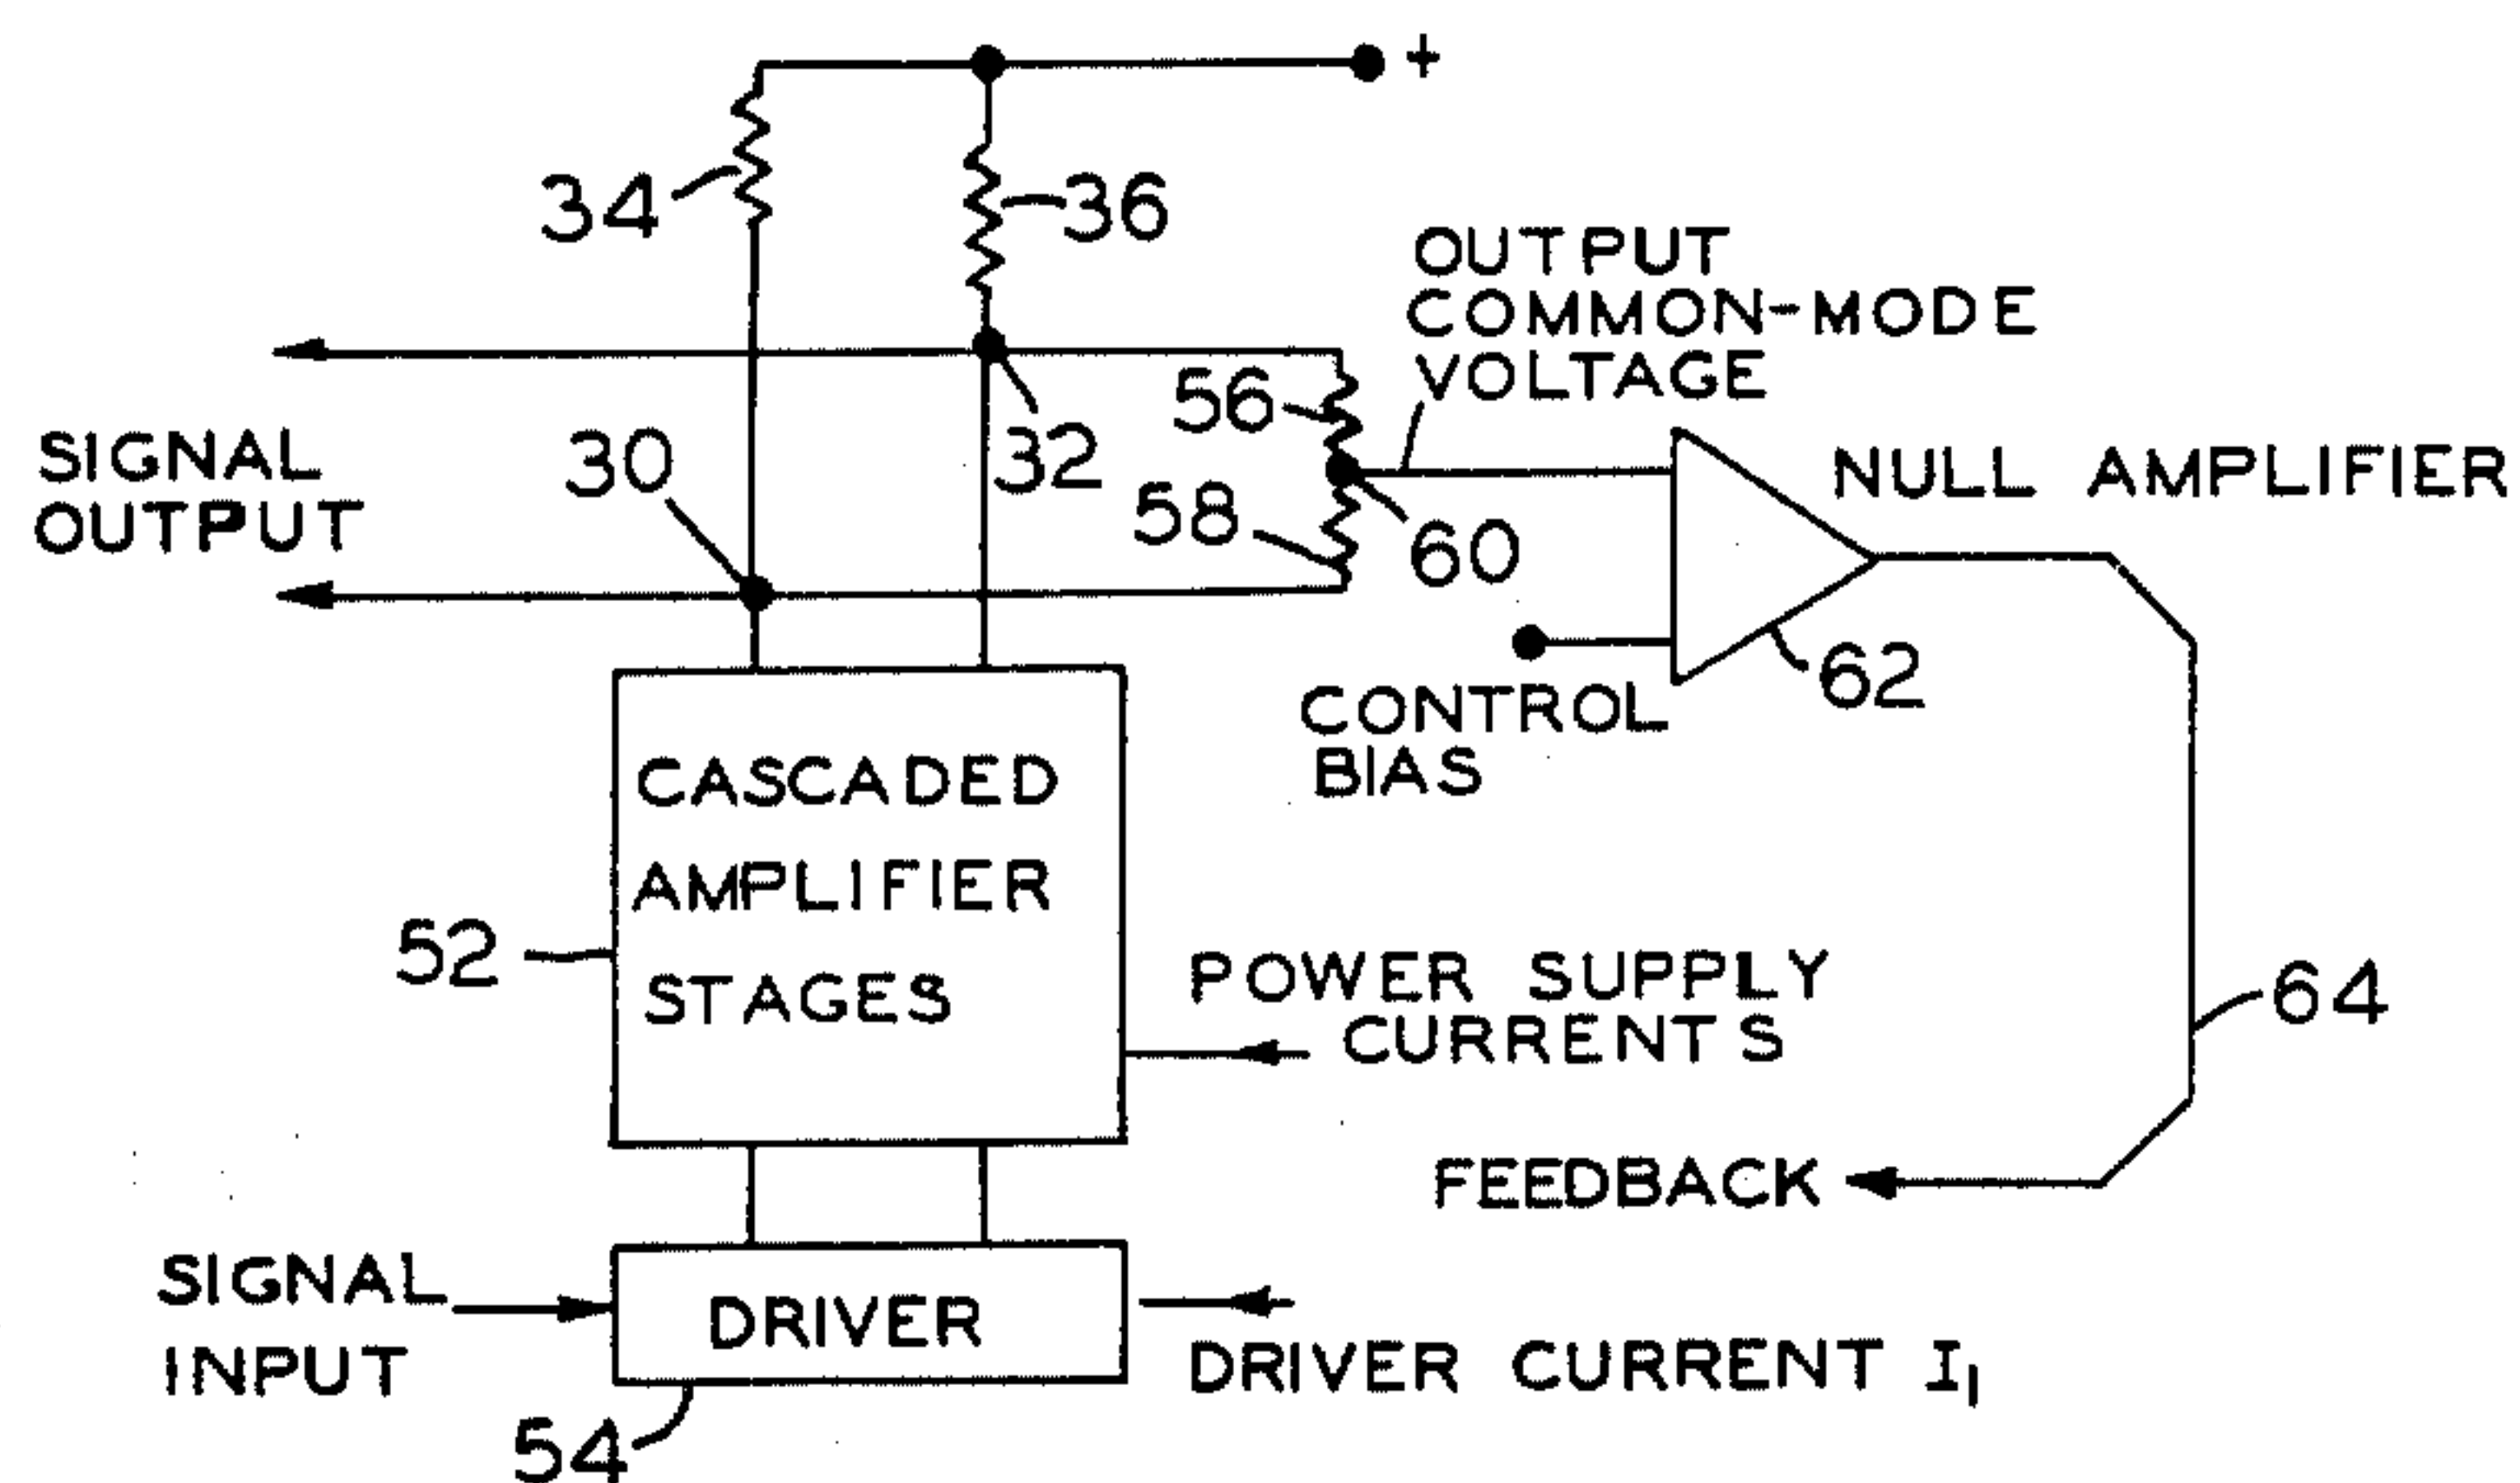 +
34
36
OUTPUT
COMMON-MODE
VOLTAGE
56
SIGNAL
OUTPUT
30
32
58
60
NULL AMPLIFIER
CONTROL
BIAS
62
CASCADED
AMPLIFIER
STAGES
52
POWER SUPPLY
CURRENTS
64
FEEDBACK
SIGNAL
INPUT
DRIVER
DRIVER CURRENT I₁
54